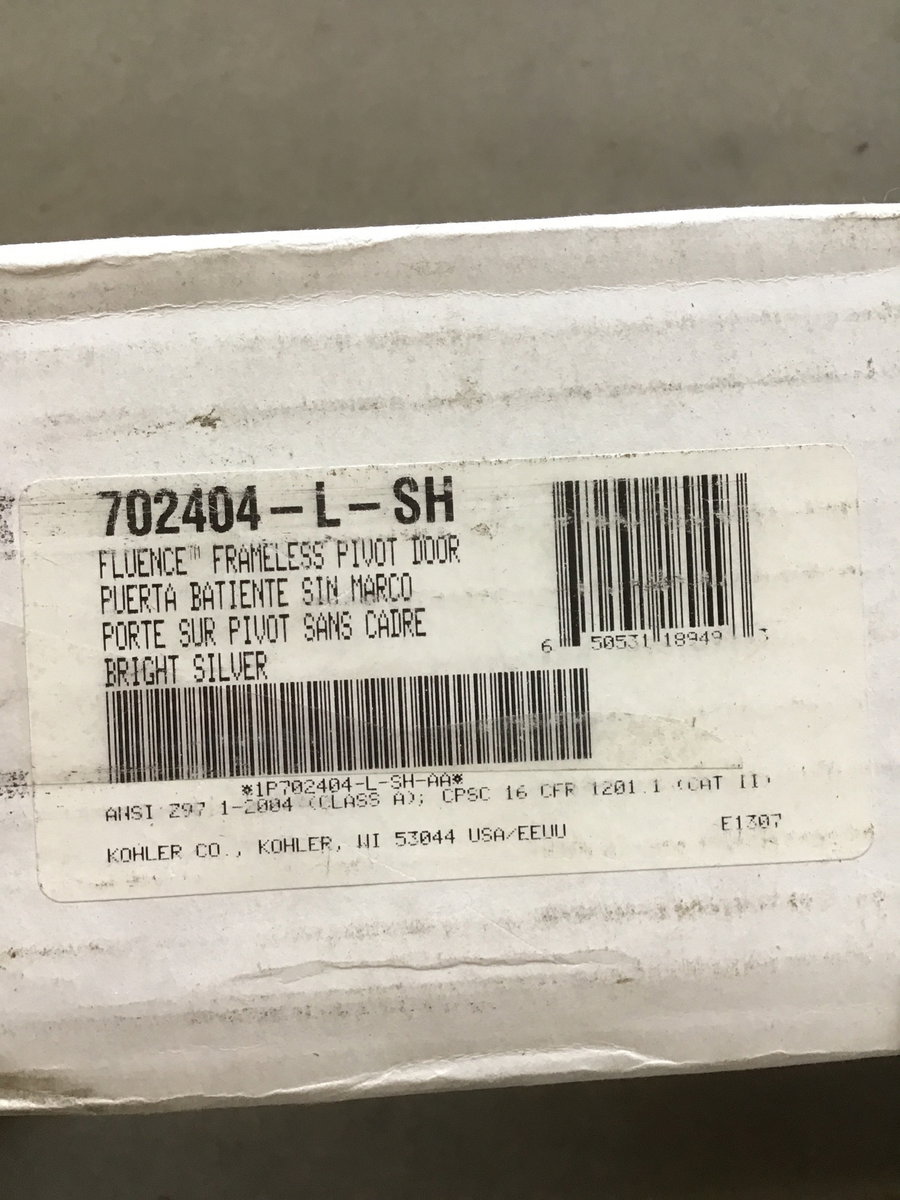 702404-L-SH
FLUENCE™ FRAMELESS PIVOT DOOR
PUERTA BATIENTE SIN MARCO
PORTE SUR PIVOT SANS CADRE
BRIGHT SILVER
6 50531 18949 3
*1P702404-L-SH-AA*
ANSI Z97.1-2004 (CLASS A); CPSC 16 CFR 1201.1 (CAT II)
KOHLER CO., KOHLER, WI 53044 USA/EEUU
E1307